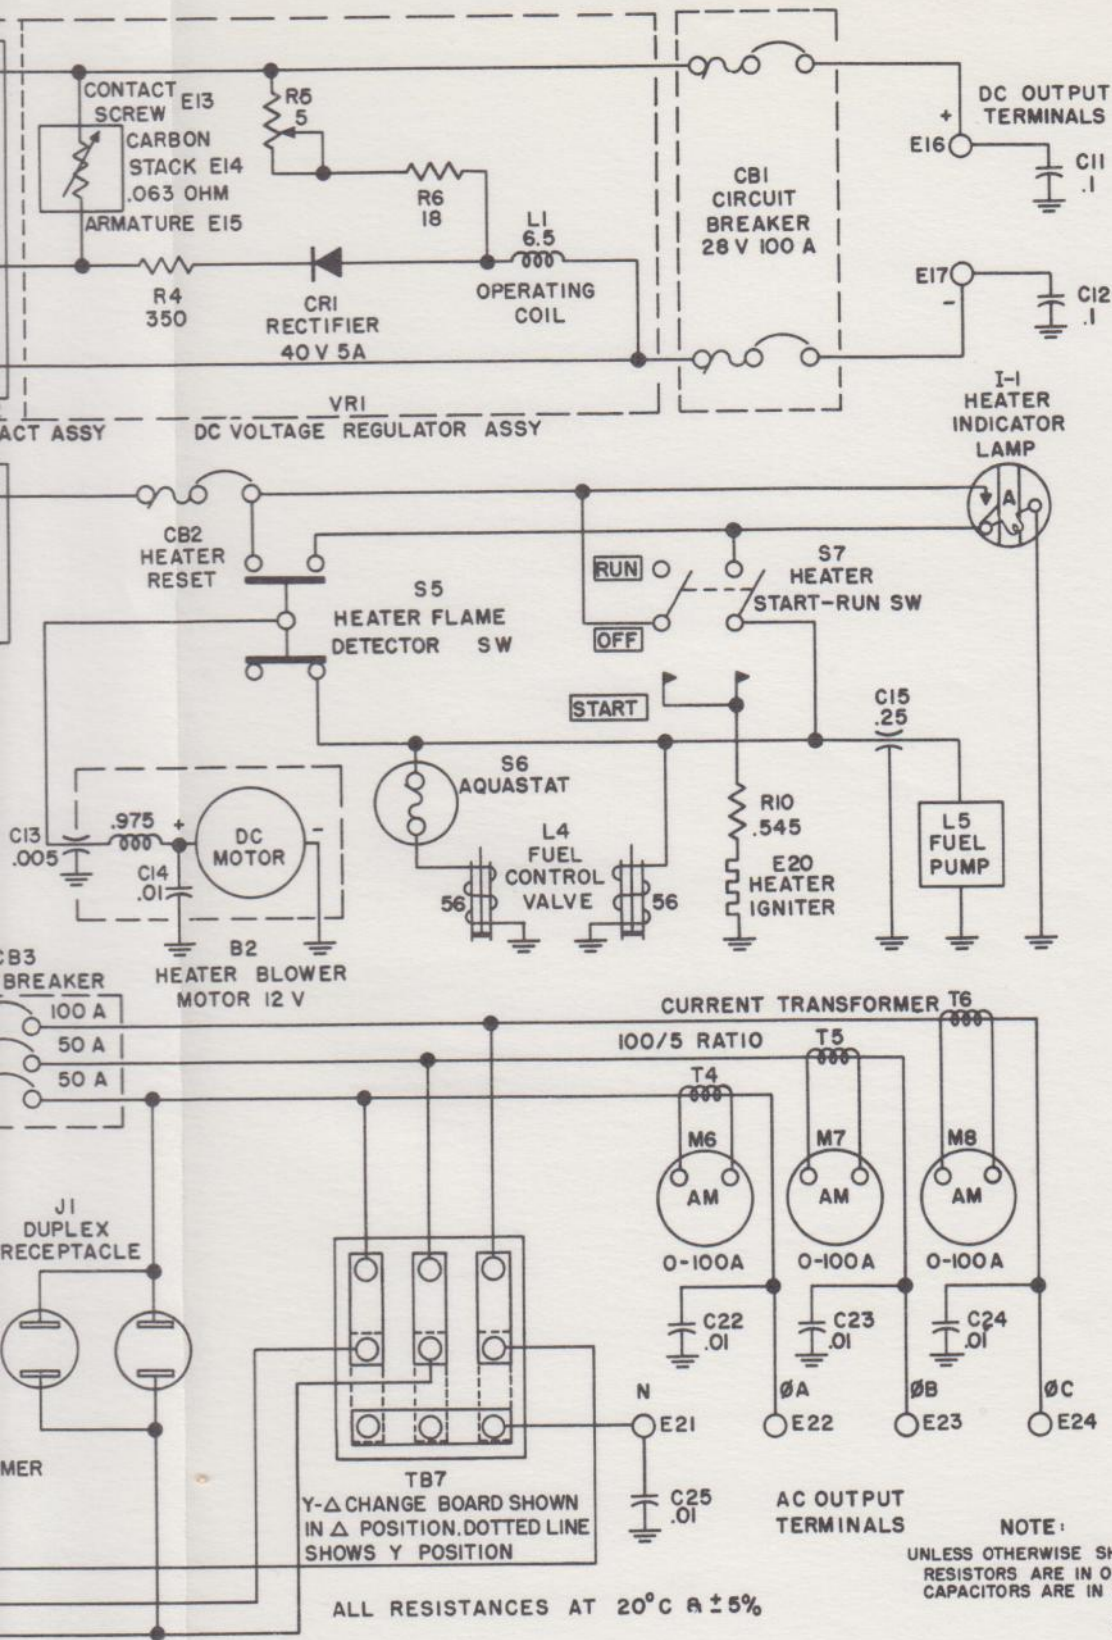 CONTACT
SCREW E13
CARBON
STACK E14
.063 OHM
ARMATURE E15
R5
5
R6
18
L1
6.5
OPERATING
COIL
R4
350
CR1
RECTIFIER
40 V 5A
VR1
DC VOLTAGE REGULATOR ASSY
ACT ASSY
CB1
CIRCUIT
BREAKER
28 V 100 A
DC OUTPUT
TERMINALS
+
E16
C11
.1
E17
-
C12
.1
I-1
HEATER
INDICATOR
LAMP
A
CB2
HEATER
RESET
S5
HEATER FLAME
DETECTOR SW
RUN
OFF
START
S7
HEATER
START-RUN SW
C15
.25
S6
AQUASTAT
L4
FUEL
CONTROL
VALVE
56
56
R10
.545
E20
HEATER
IGNITER
L5
FUEL
PUMP
C13
.005
.975
+
-
DC
MOTOR
C14
.01
B2
HEATER BLOWER
MOTOR 12 V
CB3
BREAKER
100 A
50 A
50 A
CURRENT TRANSFORMER
100/5 RATIO
T6
T5
T4
M6
M7
M8
AM
AM
AM
0-100A
0-100A
0-100A
J1
DUPLEX
RECEPTACLE
C22
.01
C23
.01
C24
.01
N
ØA
ØB
ØC
E21
E22
E23
E24
C25
.01
AC OUTPUT
TERMINALS
MER
TB7
Y-Δ CHANGE BOARD SHOWN
IN Δ POSITION. DOTTED LINE
SHOWS Y POSITION
NOTE:
UNLESS OTHERWISE SH
RESISTORS ARE IN O
CAPACITORS ARE IN
ALL RESISTANCES AT 20°C & ±5%